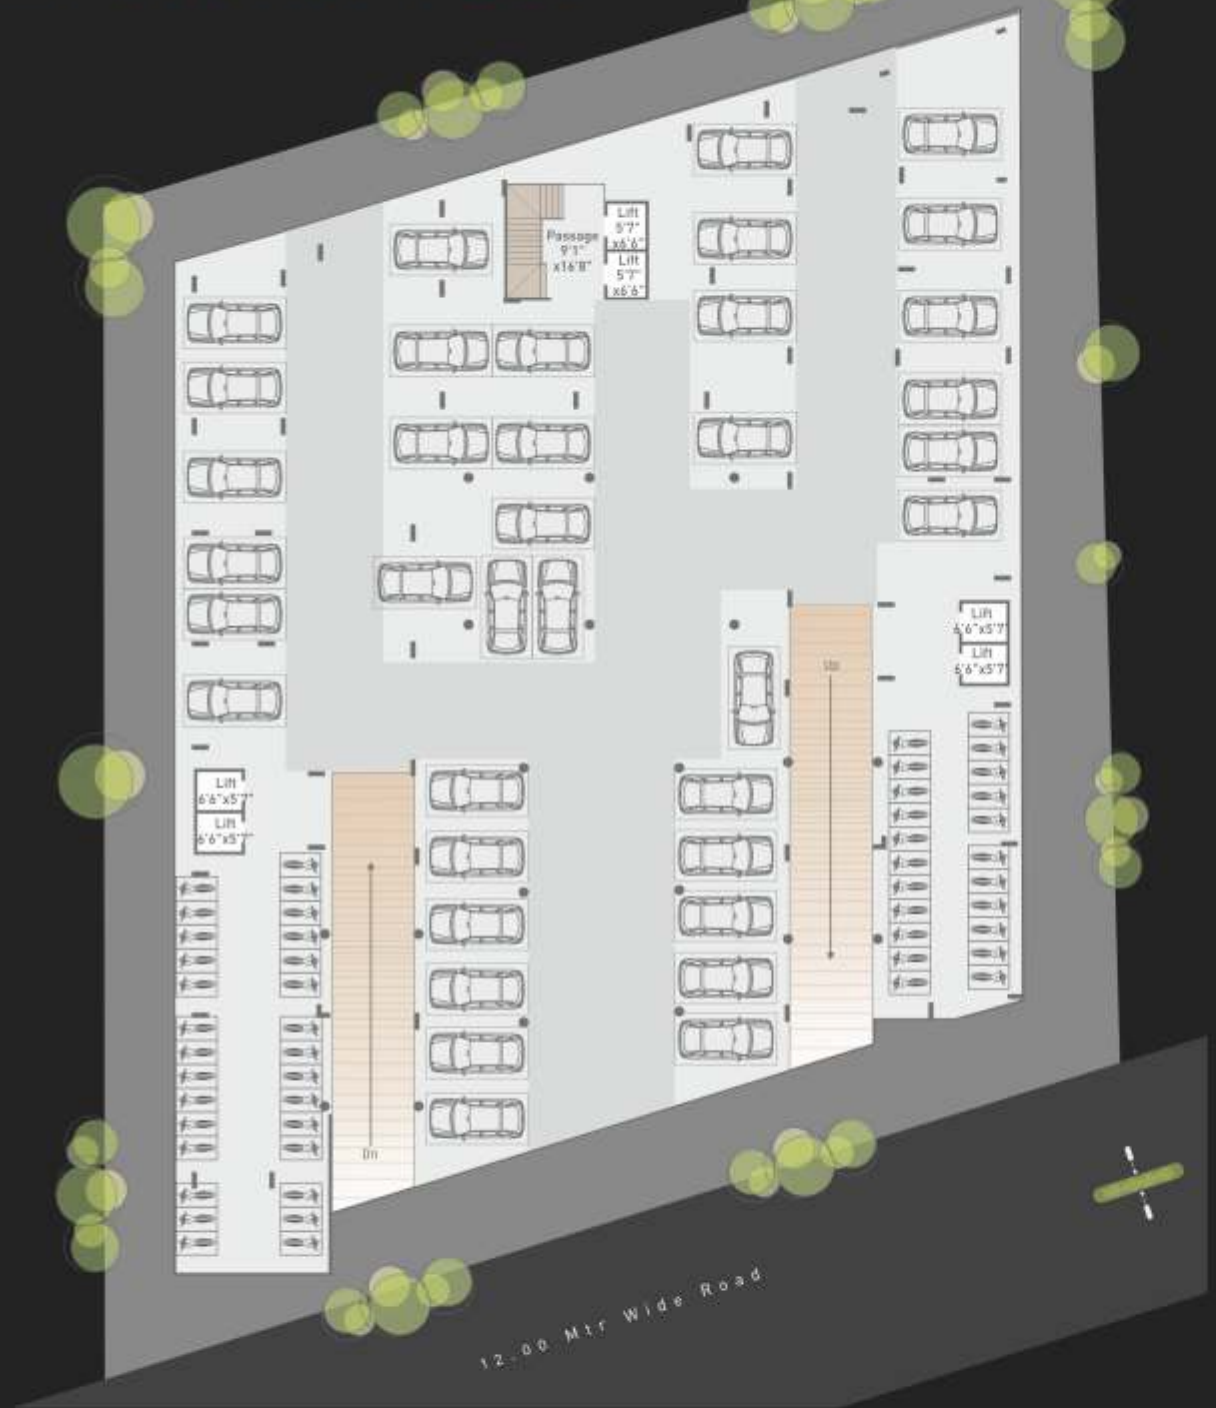 Lift
5'7"
x6'6"
Passage
9'1"
x16'8"
Lift
5'7"
x6'6"
Lift
6'6"x5'7"
Lift
6'6"x5'7"
Up
Lift
6'6"x5'7"
Lift
6'6"x5'7"
Dn
12.00 Mtr Wide Road